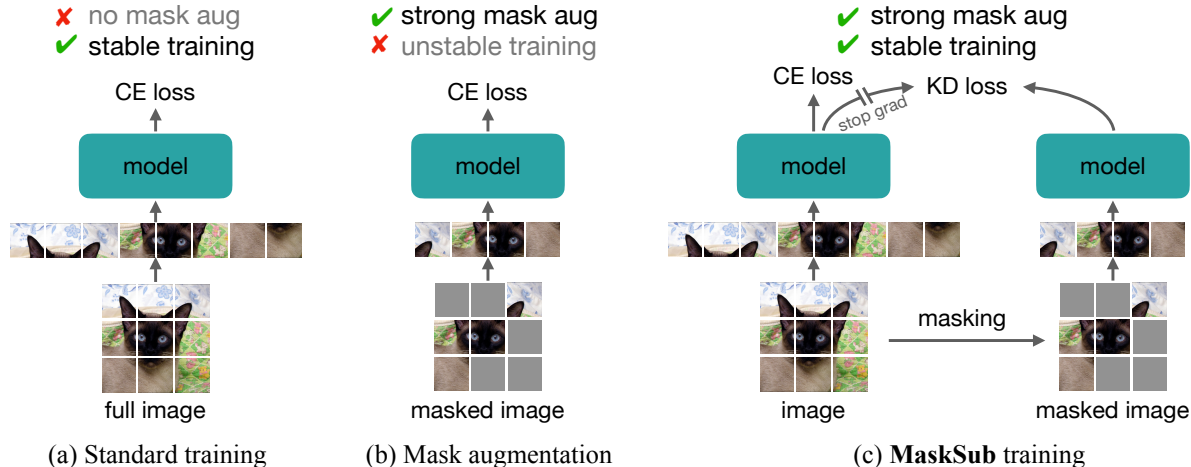 ✘ no mask aug
✔ stable training
CE loss
model
full image
(a) Standard training
✔ strong mask aug
✘ unstable training
CE loss
model
masked image
(b) Mask augmentation
✔ strong mask aug
✔ stable training
CE loss
KD loss
stop grad
model
model
masking
image
masked image
(c) MaskSub training